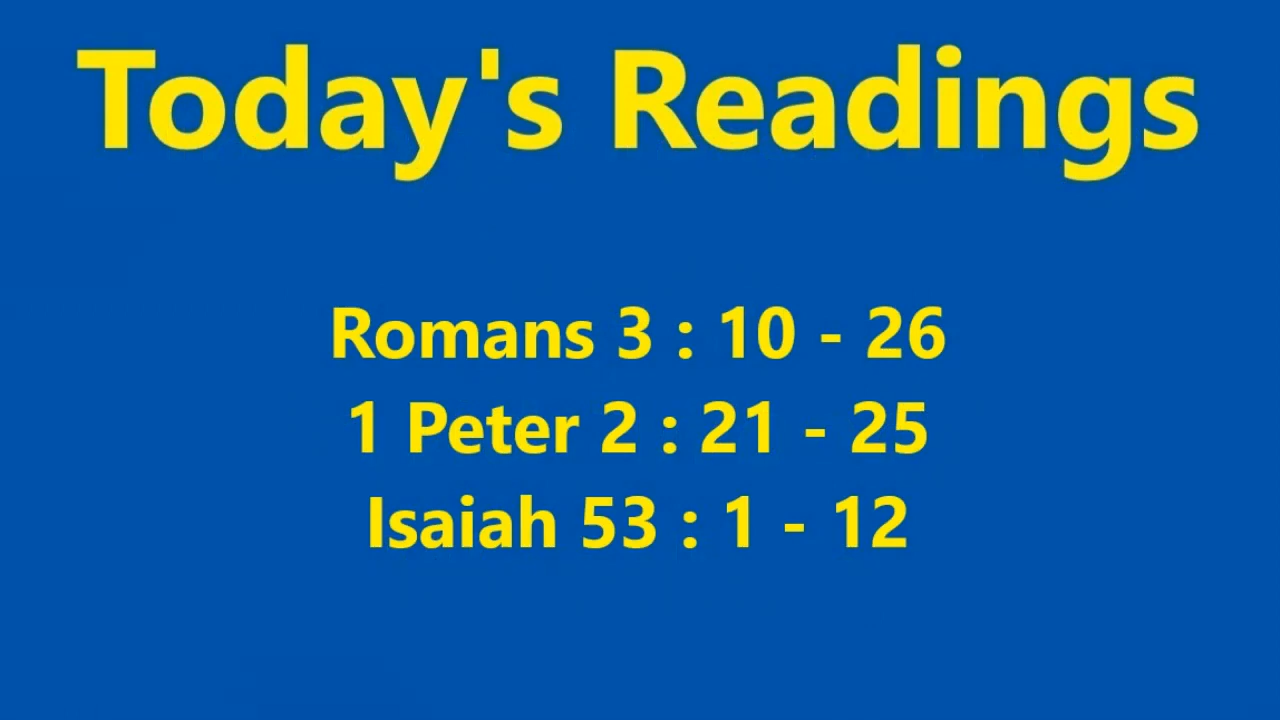 Today's Readings
Romans 3 : 10 - 26
1 Peter 2 : 21 - 25
Isaiah 53 : 1 - 12